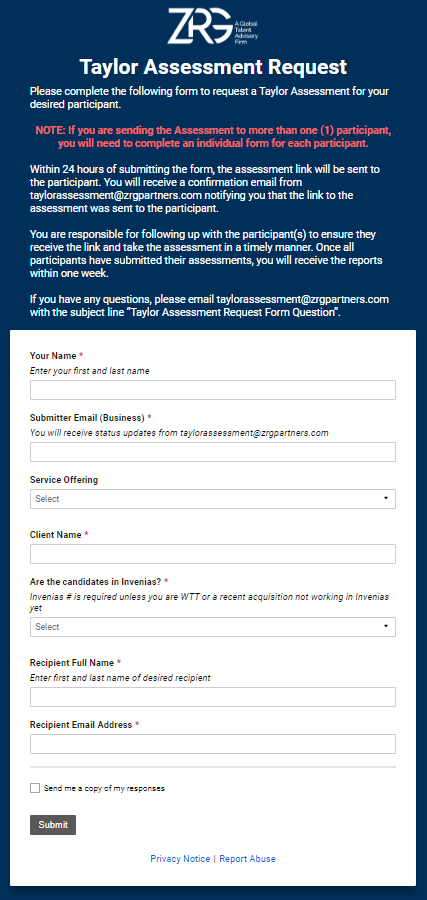 ZRG
A Global
Talent
Advisory
Firm
Taylor Assessment Request
Please complete the following form to request a Taylor Assessment for your
desired participant.
NOTE: If you are sending the Assessment to more than one (1) participant,
you will need to complete an individual form for each participant.
Within 24 hours of submitting the form, the assessment link will be sent to
the participant. You will receive a confirmation email from
taylorassessment@zrgpartners.com notifying you that the link to the
assessment was sent to the participant.
You are responsible for following up with the participant(s) to ensure they
receive the link and take the assessment in a timely manner. Once all
participants have submitted their assessments, you will receive the reports
within one week.
If you have any questions, please email taylorassessment@zrgpartners.com
with the subject line "Taylor Assessment Request Form Question".
Your Name *
Enter your first and last name
Submitter Email (Business) *
You will receive status updates from taylorassessment@zrgpartners.com
Service Offering
Select
Client Name *
Are the candidates in Invenias? *
Invenias # is required unless you are WTT or a recent acquisition not working in Invenias
yet
Select
Recipient Full Name *
Enter first and last name of desired recipient
Recipient Email Address *
Send me a copy of my responses
Submit
Privacy Notice | Report Abuse